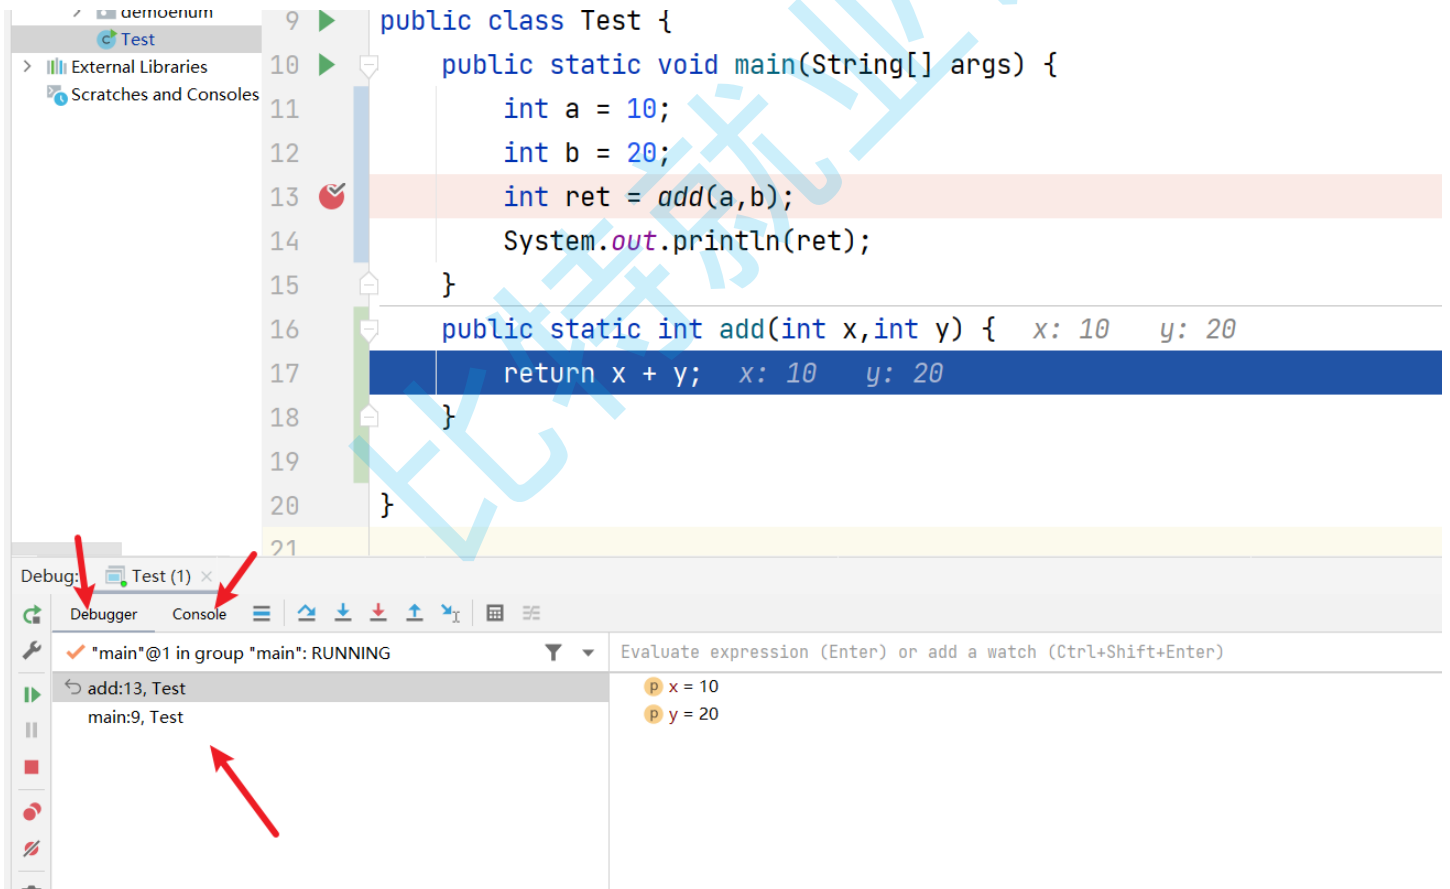 demoenum
Test
External Libraries
Scratches and Consoles
9 public class Test {
10 public static void main(String[] args) {
11 int a = 10;
12 int b = 20;
13 int ret = add(a,b);
14 System.out.println(ret);
15 }
16 public static int add(int x,int y) { x: 10 y: 20
17 return x + y; x: 10 y: 20
18 }
19
20 }
21
比特就业
Debug: Test (1)
Debugger Console
"main"@1 in group "main": RUNNING
Evaluate expression (Enter) or add a watch (Ctrl+Shift+Enter)
add:13, Test
main:9, Test
p x = 10
p y = 20